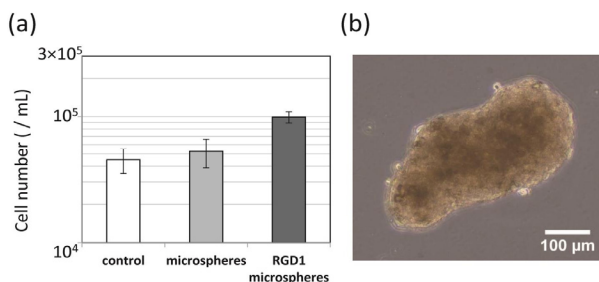 (a)
Cell number ( / mL)
3×10⁵
10⁵
10⁴
control
microspheres
RGD1
microspheres
(b)
100 μm